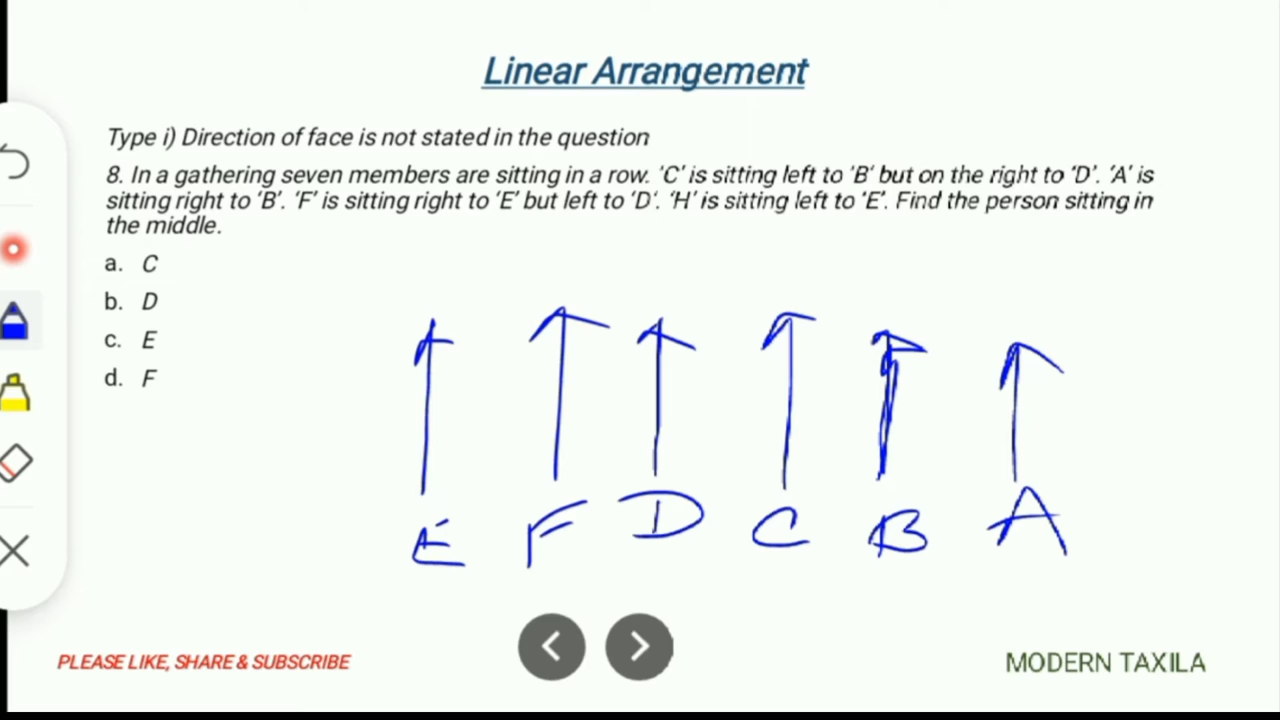 Linear Arrangement
Type i) Direction of face is not stated in the question
8. In a gathering seven members are sitting in a row. 'C' is sitting left to 'B' but on the right to 'D'. 'A' is
sitting right to 'B'. 'F' is sitting right to 'E' but left to 'D'. 'H' is sitting left to 'E'. Find the person sitting in
the middle.
a. C
b. D
c. E
d. F
E F D C B A
PLEASE LIKE, SHARE & SUBSCRIBE
MODERN TAXILA